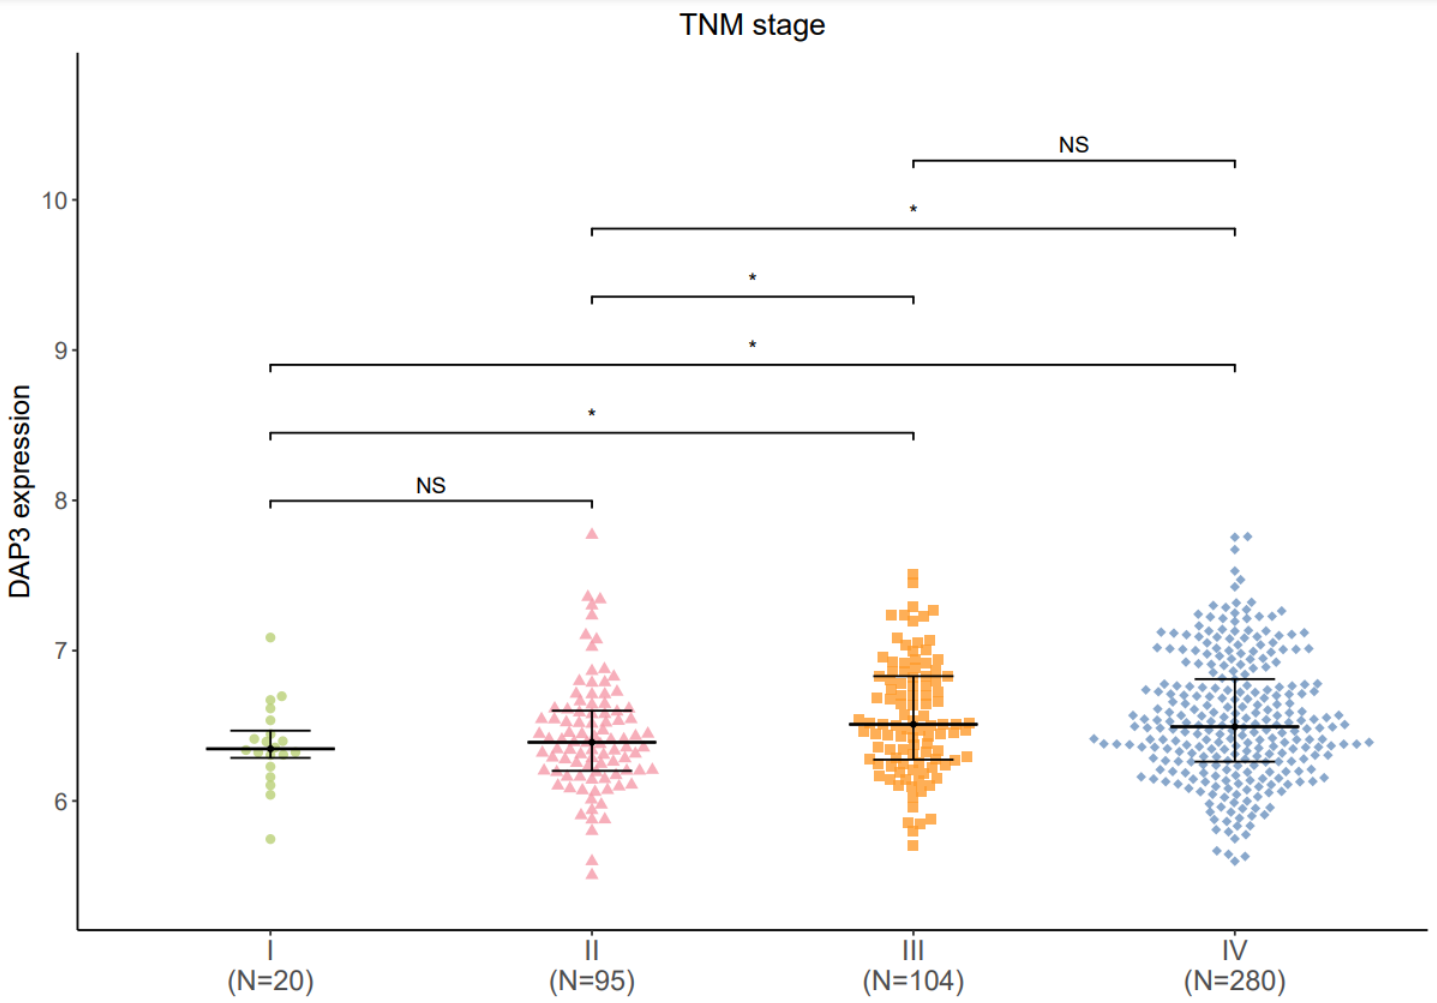 TNM stage
NS
10
*
*
9
*
*
NS
8
DAP3 expression
7
6
I
II
III
IV
(N=20)
(N=95)
(N=104)
(N=280)